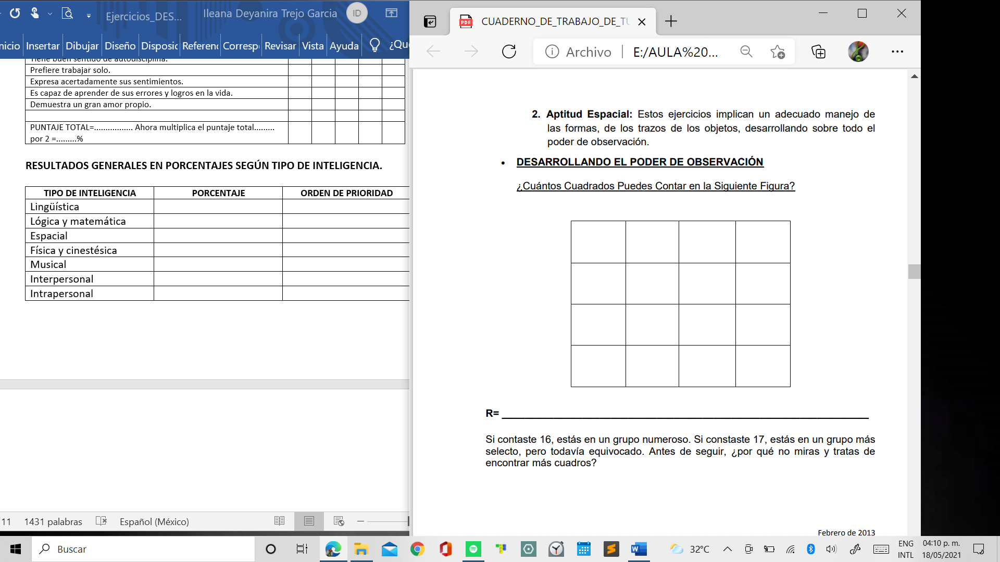 Ejercicios_DES...
Ileana Deyanira Trejo Garcia
ID
nicio Insertar Dibujar Diseño Disposic Referenc Corresp Revisar Vista Ayuda ¿Qu
Tiene buen sentido de autodisciplina.
Prefiere trabajar solo.
Expresa acertadamente sus sentimientos.
Es capaz de aprender de sus errores y logros en la vida.
Demuestra un gran amor propio.
PUNTAJE TOTAL=................. Ahora multiplica el puntaje total.........
por 2 =.........%
RESULTADOS GENERALES EN PORCENTAJES SEGÚN TIPO DE INTELIGENCIA.
TIPO DE INTELIGENCIA PORCENTAJE ORDEN DE PRIORIDAD
Lingüística
Lógica y matemática
Espacial
Física y cinestésica
Musical
Interpersonal
Intrapersonal
11 1431 palabras Español (México)
PDF CUADERNO_DE_TRABAJO_DE_TU
Archivo E:/AULA%20...
2. Aptitud Espacial: Estos ejercicios implican un adecuado manejo de
las formas, de los trazos de los objetos, desarrollando sobre todo el
poder de observación.
• DESARROLLANDO EL PODER DE OBSERVACIÓN
¿Cuántos Cuadrados Puedes Contar en la Siguiente Figura?
R= ________________________________________________________________
Si contaste 16, estás en un grupo numeroso. Si constaste 17, estás en un grupo más
selecto, pero todavía equivocado. Antes de seguir, ¿por qué no miras y tratas de
encontrar más cuadros?
Febrero de 2013
Buscar
32°C
ENG
INTL
04:10 p. m.
18/05/2021